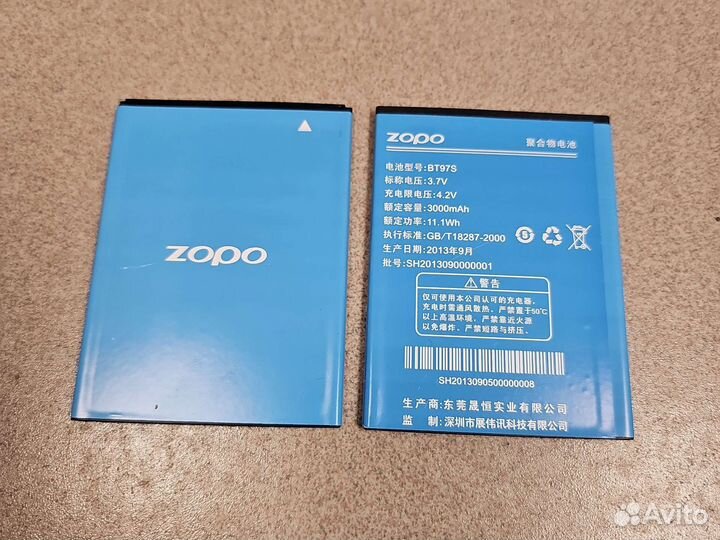 zopo
zopo 聚合物电池
电池型号:BT97S
标称电压:3.7V
充电限电压:4.2V
额定容量:3000mAh
额定功率:11.1Wh
执行标准:GB/T18287-2000
生产日期:2013年9月
批号:SH2013090000001
警告
仅可使用本公司认可的充电器,
充电时需通风散热,严禁置于50℃
以上高温环境,严禁靠近火源
以免爆炸,严禁短路与挤压。
SH2013090500000008
生产商:东莞晟恒实业有限公司
监 制:深圳市展伟讯科技有限公司
Avito